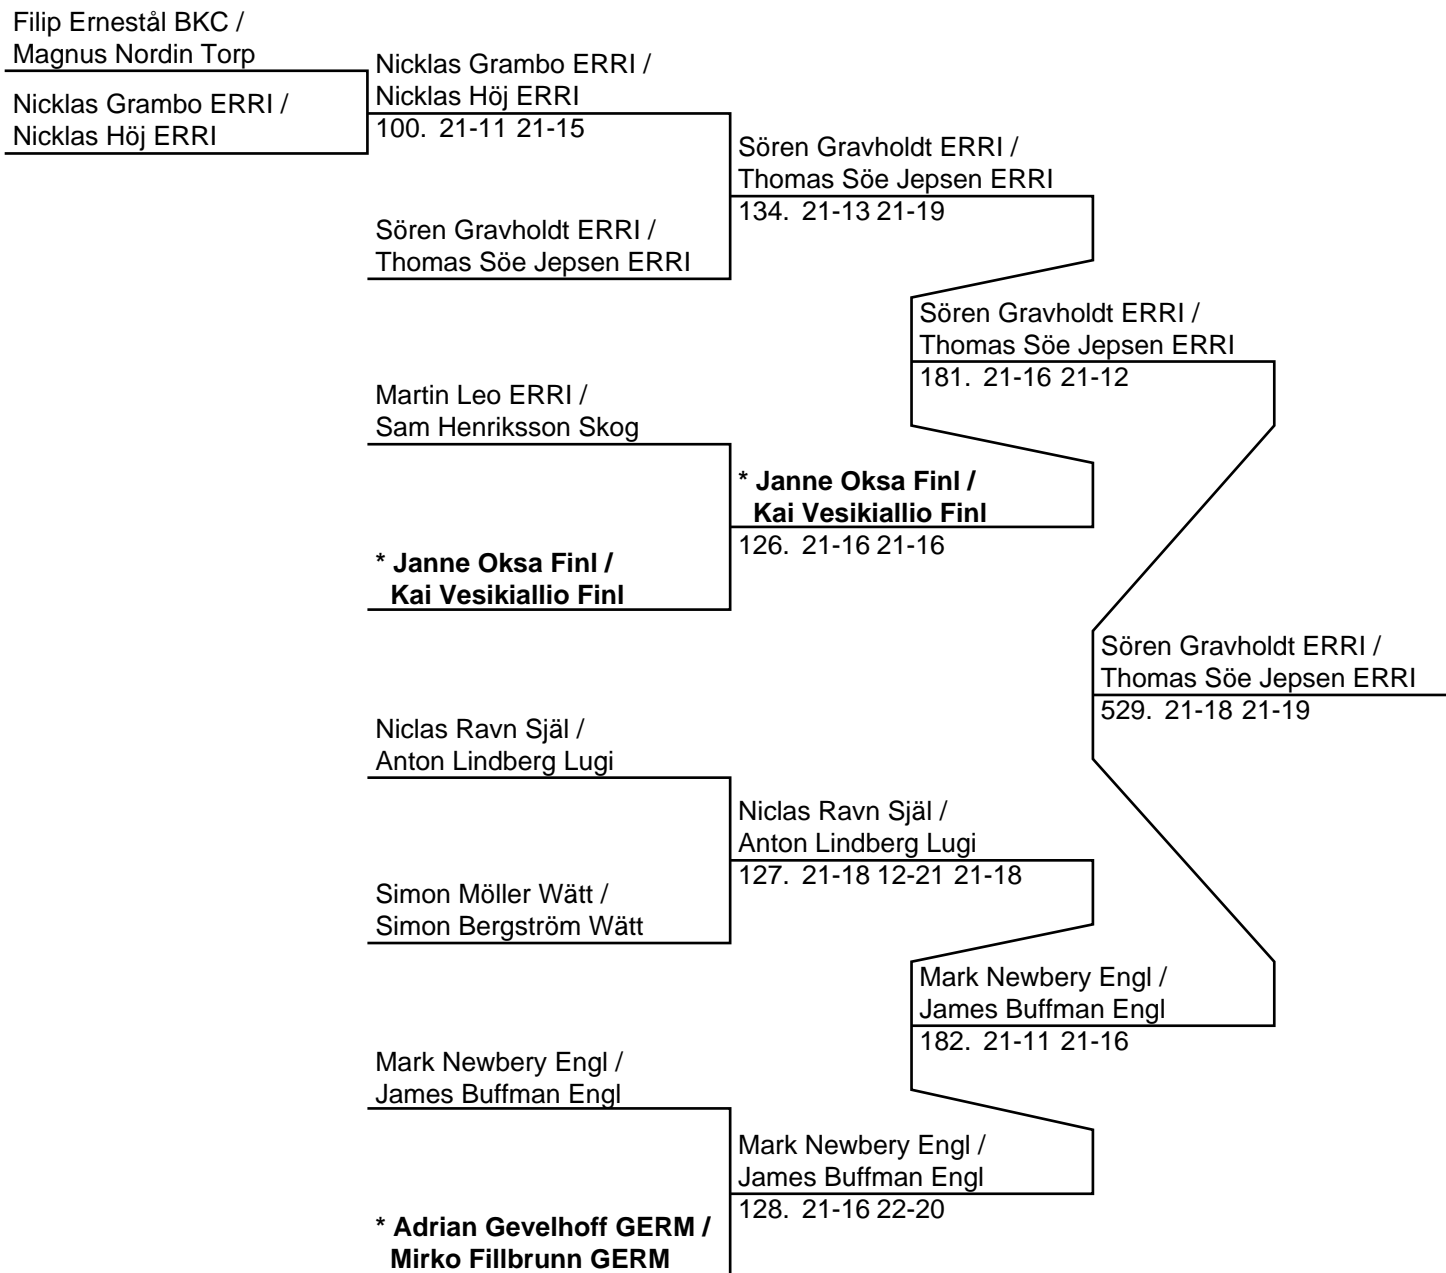 Filip Ernestål BKC /
Magnus Nordin Torp
Nicklas Grambo ERRI /
Nicklas Höj ERRI
Nicklas Grambo ERRI /
Nicklas Höj ERRI
100. 21-11 21-15
Sören Gravholdt ERRI /
Thomas Söe Jepsen ERRI
Sören Gravholdt ERRI /
Thomas Söe Jepsen ERRI
134. 21-13 21-19
Martin Leo ERRI /
Sam Henriksson Skog
* Janne Oksa Finl /
Kai Vesikiallio Finl
* Janne Oksa Finl /
Kai Vesikiallio Finl
126. 21-16 21-16
Sören Gravholdt ERRI /
Thomas Söe Jepsen ERRI
181. 21-16 21-12
Niclas Ravn Själ /
Anton Lindberg Lugi
Simon Möller Wätt /
Simon Bergström Wätt
Niclas Ravn Själ /
Anton Lindberg Lugi
127. 21-18 12-21 21-18
Mark Newbery Engl /
James Buffman Engl
* Adrian Gevelhoff GERM /
Mirko Fillbrunn GERM
Mark Newbery Engl /
James Buffman Engl
128. 21-16 22-20
Mark Newbery Engl /
James Buffman Engl
182. 21-11 21-16
Sören Gravholdt ERRI /
Thomas Söe Jepsen ERRI
529. 21-18 21-19